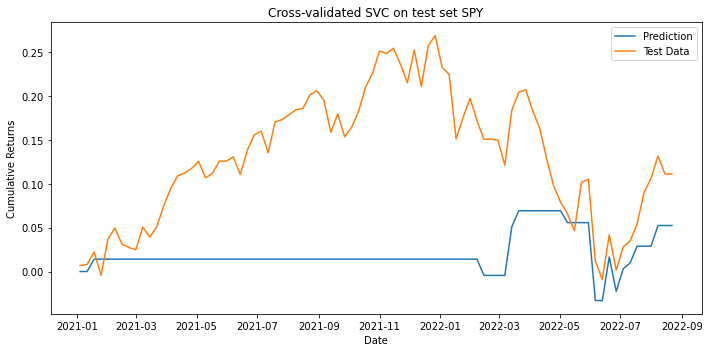 Cross-validated SVC on test set SPY
Prediction
Test Data
Cumulative Returns
0.25
0.20
0.15
0.10
0.05
0.00
2021-01 2021-03 2021-05 2021-07 2021-09 2021-11 2022-01 2022-03 2022-05 2022-07 2022-09
Date